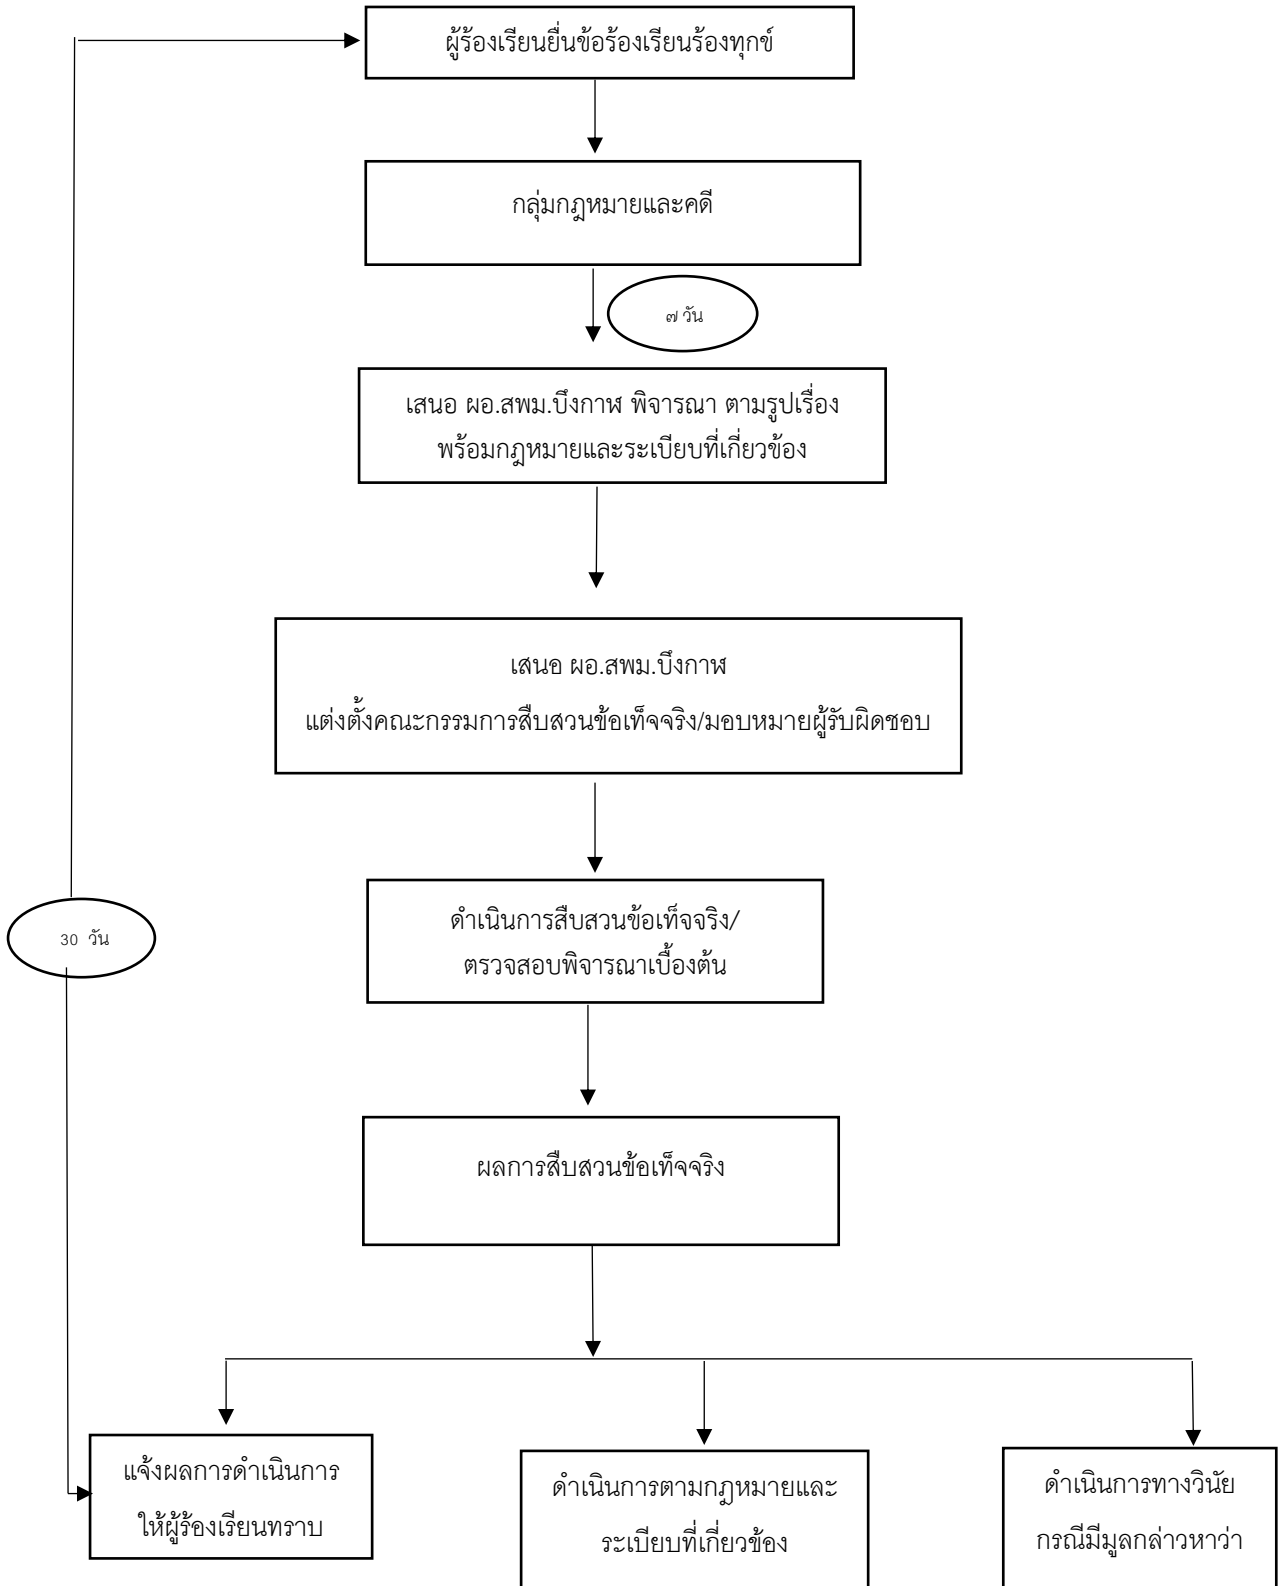 ผู้ร้องเรียนยื่นข้อร้องเรียนร้องทุกข์
กลุ่มกฎหมายและคดี
๗ วัน
เสนอ ผอ.สพม.บึงกาฬ พิจารณา ตามรูปเรื่อง
พร้อมกฎหมายและระเบียบที่เกี่ยวข้อง
เสนอ ผอ.สพม.บึงกาฬ
แต่งตั้งคณะกรรมการสืบสวนข้อเท็จจริง/มอบหมายผู้รับผิดชอบ
ดำเนินการสืบสวนข้อเท็จจริง/
ตรวจสอบพิจารณาเบื้องต้น
30 วัน
ผลการสืบสวนข้อเท็จจริง
แจ้งผลการดำเนินการ
ให้ผู้ร้องเรียนทราบ
ดำเนินการตามกฎหมายและ
ระเบียบที่เกี่ยวข้อง
ดำเนินการทางวินัย
กรณีมีมูลกล่าวหาว่า